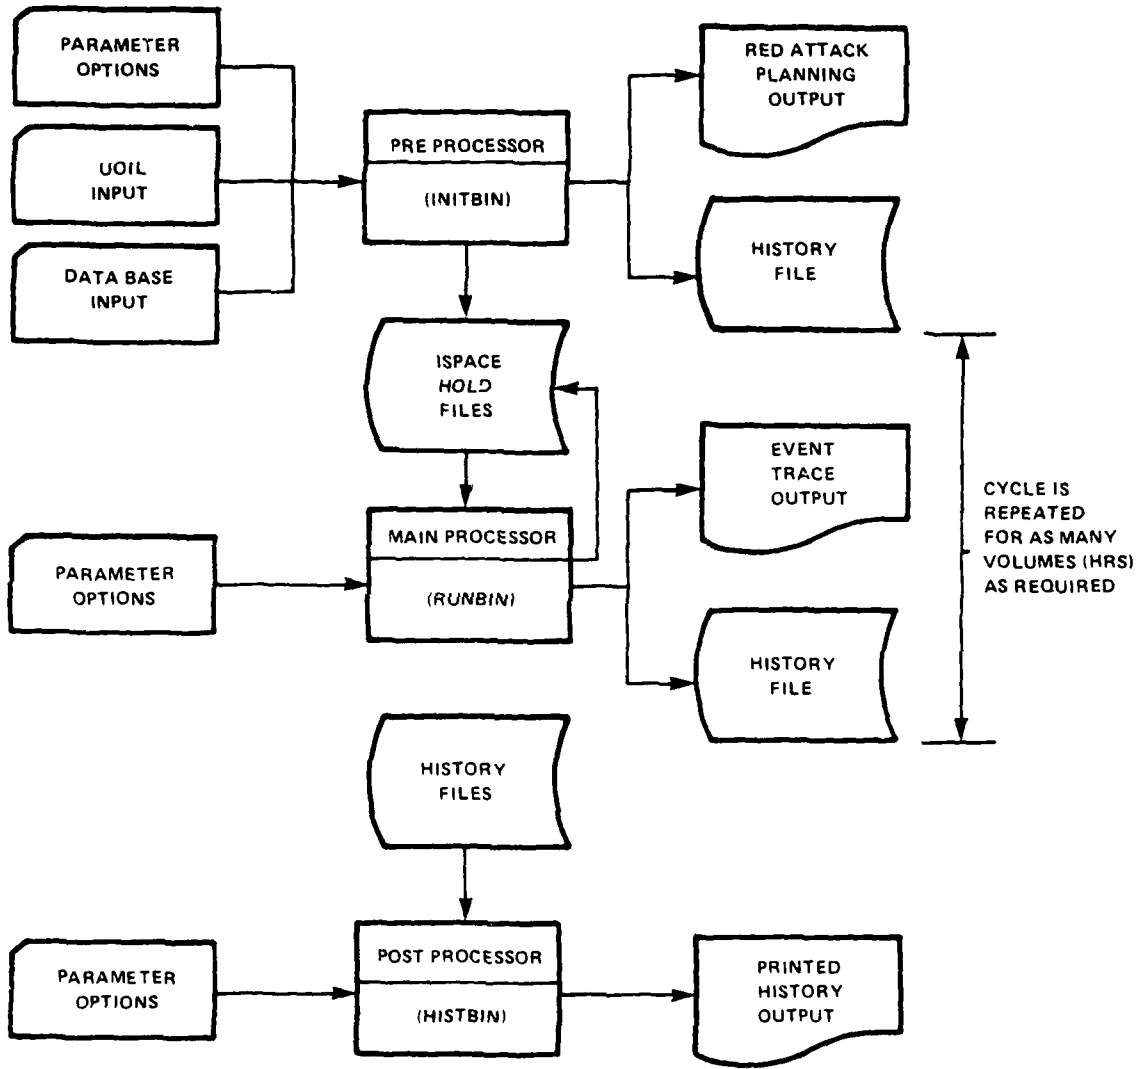 PARAMETER
OPTIONS
UOIL
INPUT
DATA BASE
INPUT
PRE PROCESSOR
(INITBIN)
RED ATTACK
PLANNING
OUTPUT
HISTORY
FILE
ISPACE
HOLD
FILES
PARAMETER
OPTIONS
MAIN PROCESSOR
(RUNBIN)
EVENT
TRACE
OUTPUT
HISTORY
FILE
CYCLE IS
REPEATED
FOR AS MANY
VOLUMES (HRS)
AS REQUIRED
HISTORY
FILES
PARAMETER
OPTIONS
POST PROCESSOR
(HISTBIN)
PRINTED
HISTORY
OUTPUT